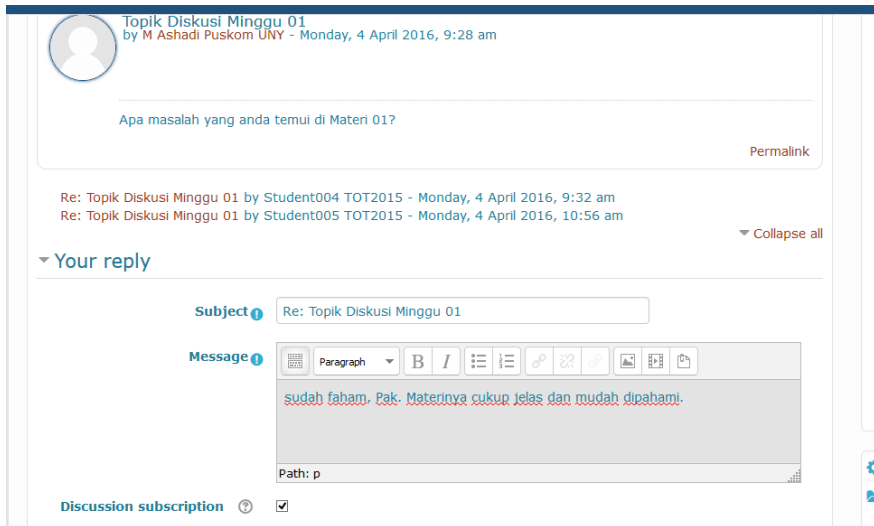 Topik Diskusi Minggu 01
by M Ashadi Puskom UNY - Monday, 4 April 2016, 9:28 am
Apa masalah yang anda temui di Materi 01?
Permalink
Re: Topik Diskusi Minggu 01 by Student004 TOT2015 - Monday, 4 April 2016, 9:32 am
Re: Topik Diskusi Minggu 01 by Student005 TOT2015 - Monday, 4 April 2016, 10:56 am
Collapse all
Your reply
Subject
Re: Topik Diskusi Minggu 01
Message
Paragraph B I
sudah faham, Pak. Materinya cukup jelas dan mudah dipahami.
Path: p
Discussion subscription